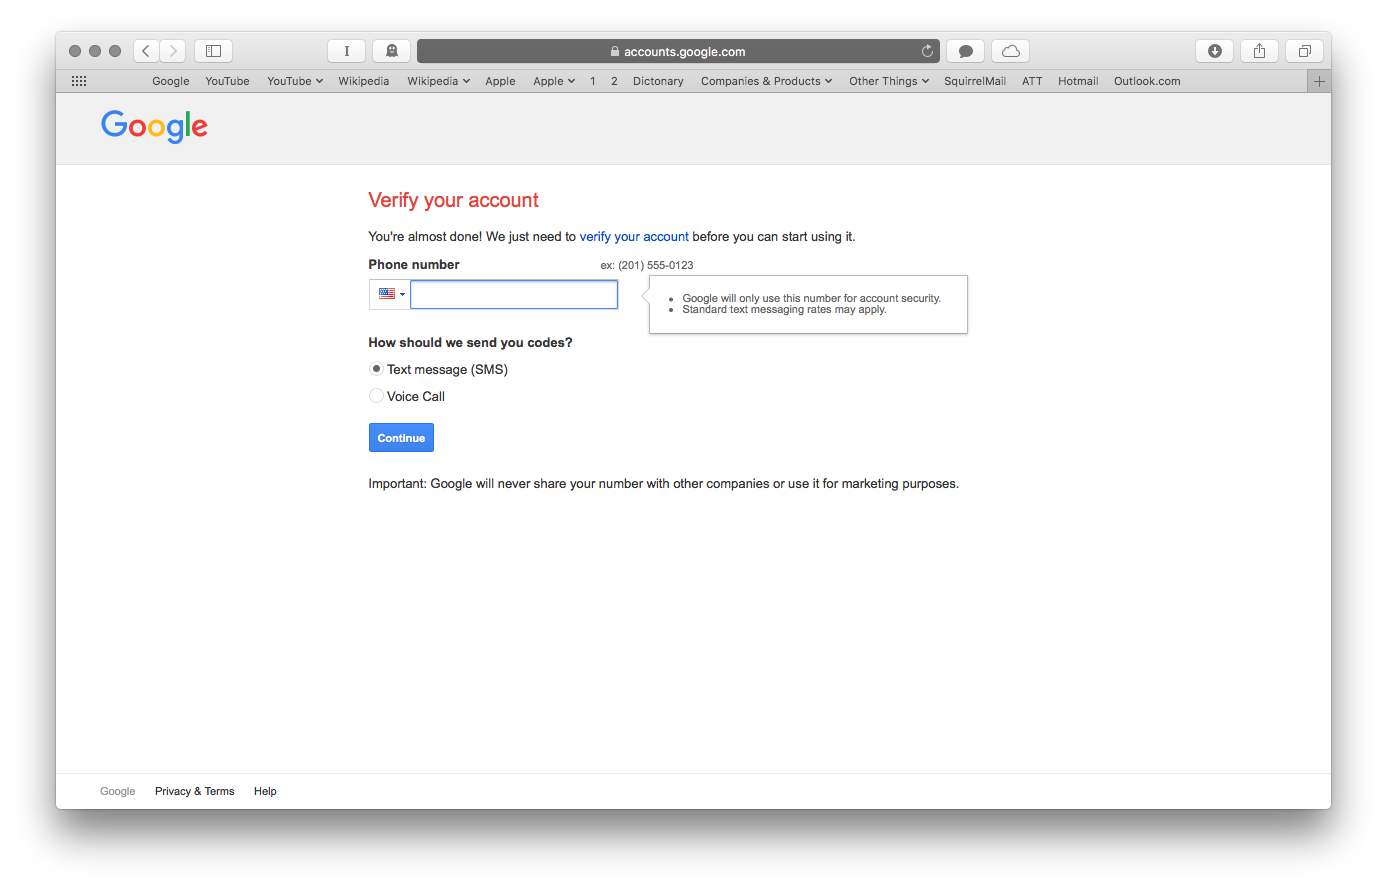 I
accounts.google.com
Google YouTube YouTube Wikipedia Wikipedia Apple Apple 1 2 Dictonary Companies & Products Other Things SquirrelMail ATT Hotmail Outlook.com
Google
Verify your account
You're almost done! We just need to verify your account before you can start using it.
Phone number ex: (201) 555-0123
Google will only use this number for account security.
Standard text messaging rates may apply.
How should we send you codes?
Text message (SMS)
Voice Call
Continue
Important: Google will never share your number with other companies or use it for marketing purposes.
Google Privacy & Terms Help